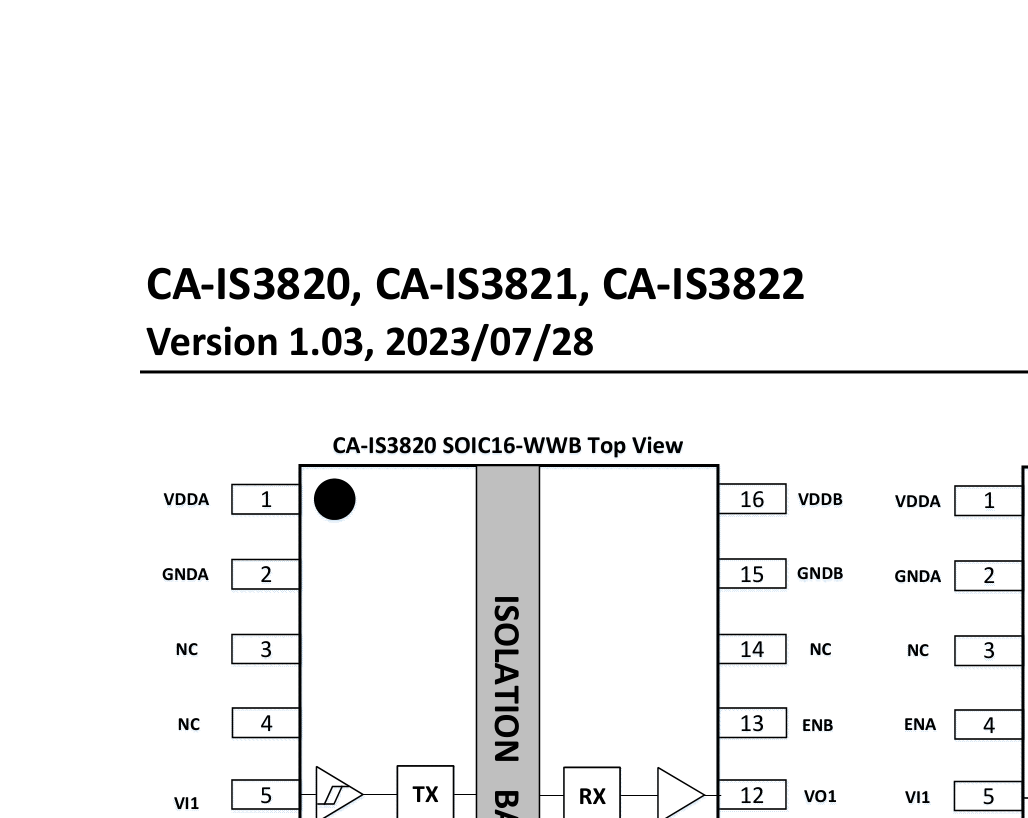 CA-IS3820, CA-IS3821, CA-IS3822
Version 1.03, 2023/07/28
CA-IS3820 SOIC16-WWB Top View
VDDA 1 16 VDDB VDDA 1
GNDA 2 15 GNDB GNDA 2
NC 3 14 NC NC 3
NC 4 13 ENB ENA 4
VI1 5 TX RX 12 VO1 VI1 5
ISOLATION BA